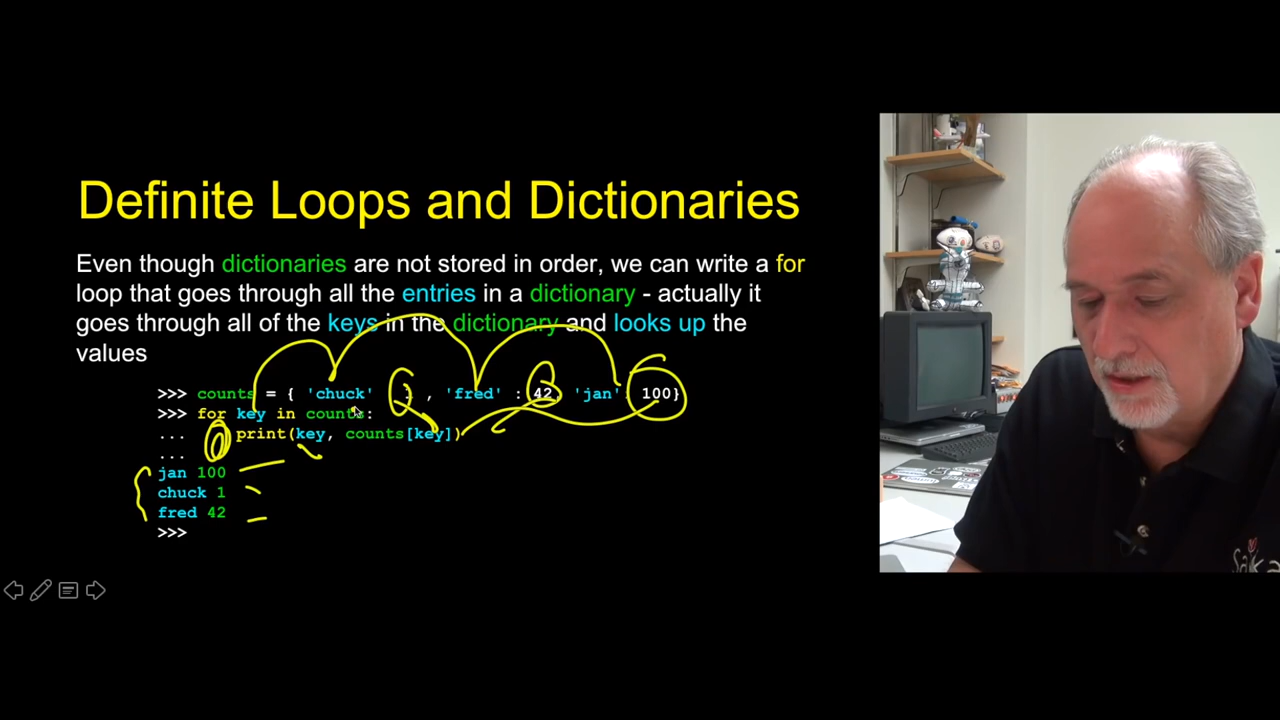 Definite Loops and Dictionaries
Even though dictionaries are not stored in order, we can write a for
loop that goes through all the entries in a dictionary - actually it
goes through all of the keys in the dictionary and looks up the
values
>>> counts = { 'chuck' 1 , 'fred' : 42, 'jan' 100}
>>> for key in counts:
... print(key, counts[key])
...
jan 100
chuck 1
fred 42
>>>